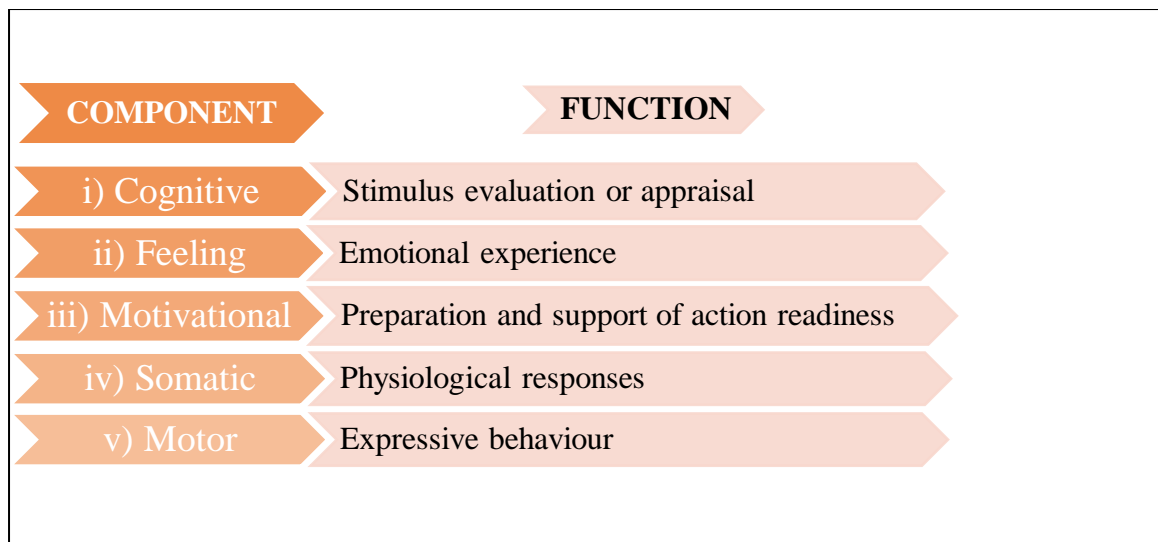 COMPONENT FUNCTION
i) Cognitive Stimulus evaluation or appraisal
ii) Feeling Emotional experience
iii) Motivational Preparation and support of action readiness
iv) Somatic Physiological responses
v) Motor Expressive behaviour